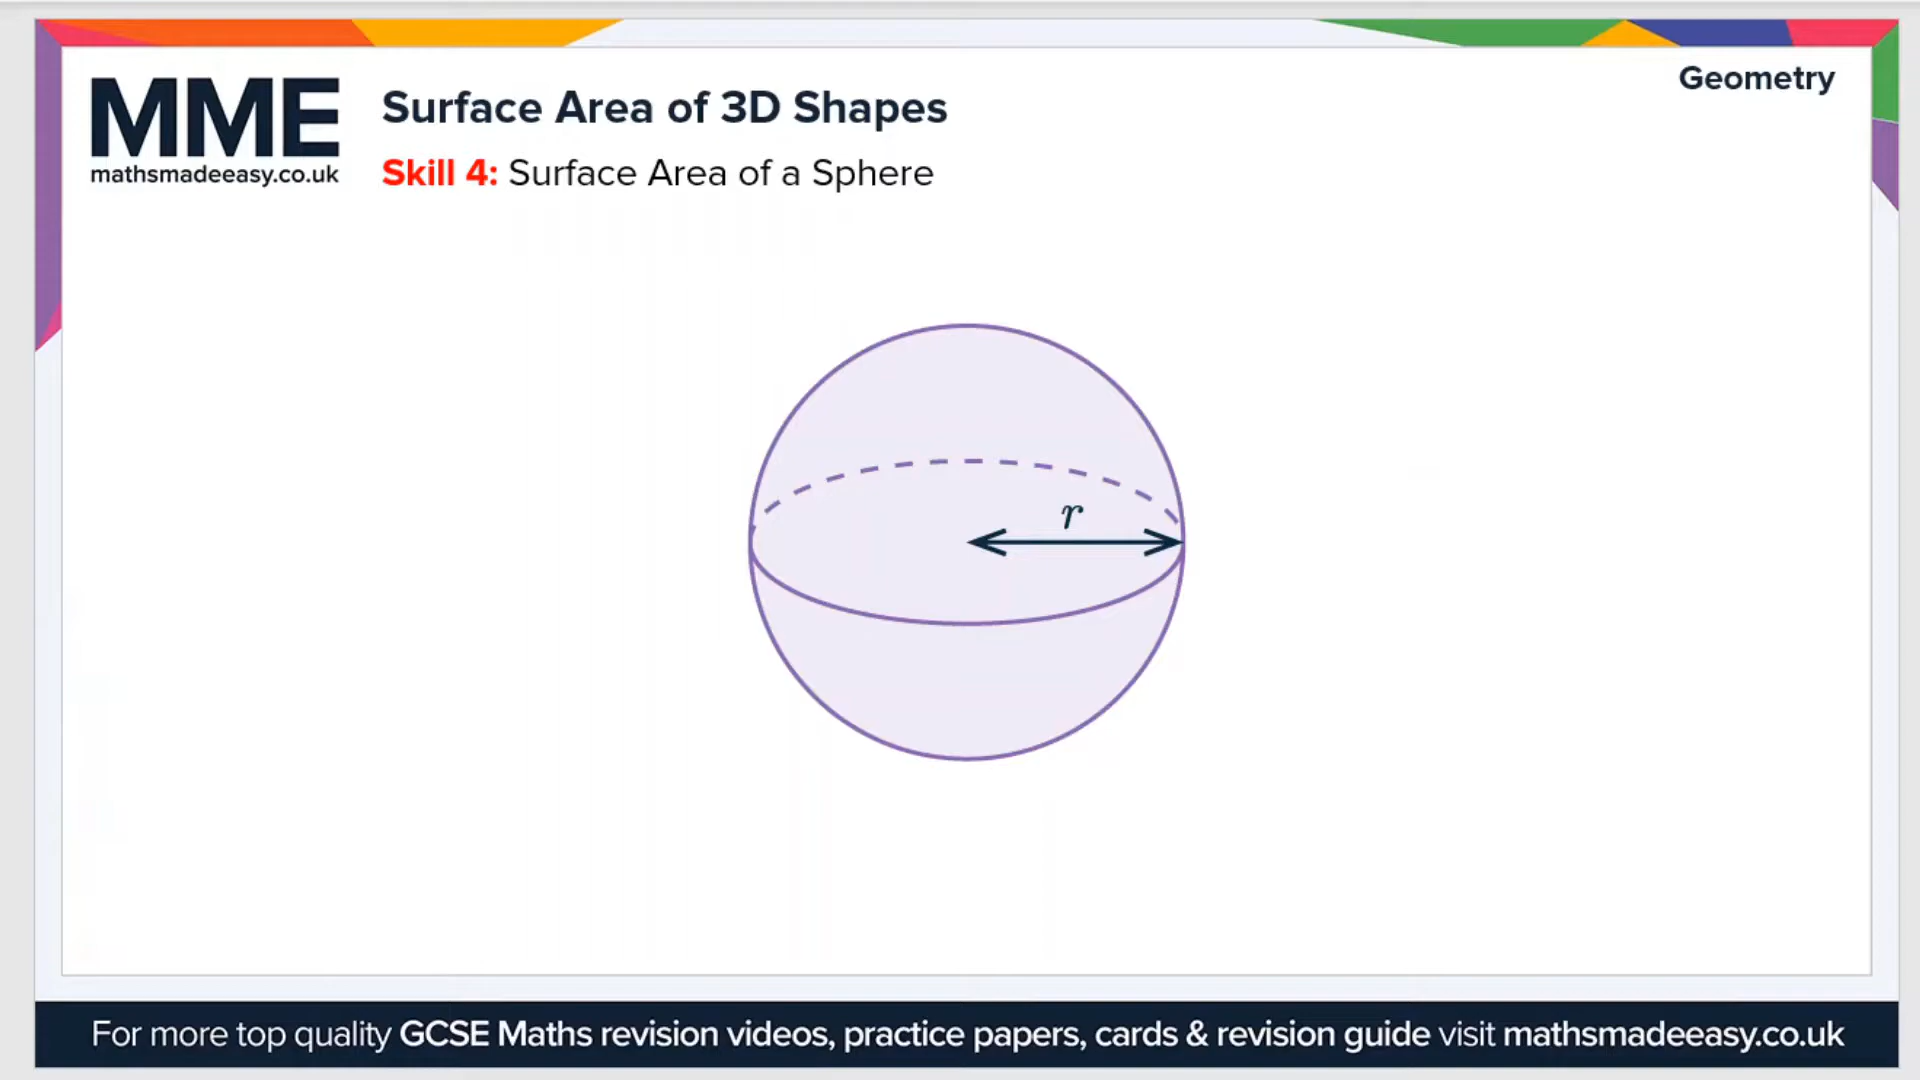 MME
mathsmadeeasy.co.uk
Surface Area of 3D Shapes
Skill 4: Surface Area of a Sphere
Geometry
r
For more top quality GCSE Maths revision videos, practice papers, cards & revision guide visit mathsmadeeasy.co.uk